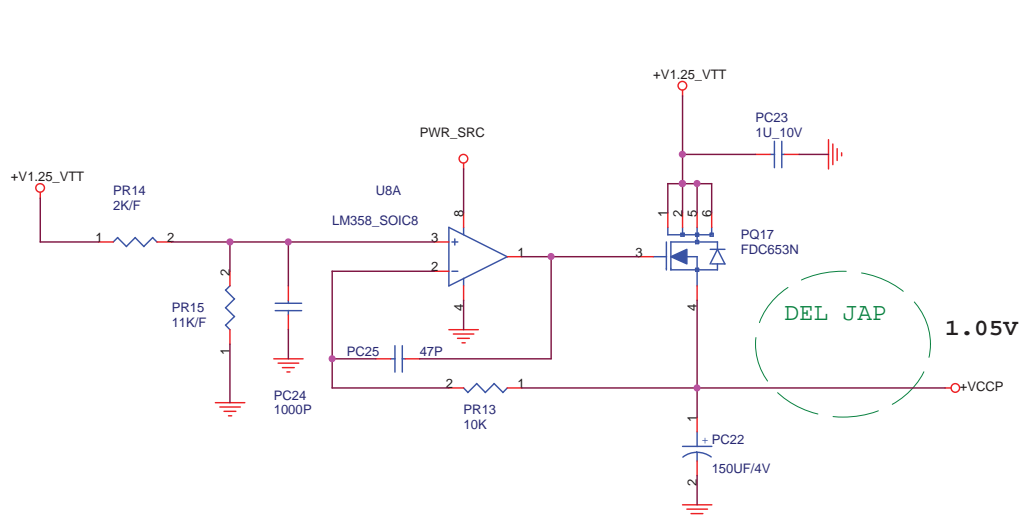 +V1.25_VTT
PC23
1U_10V
PWR_SRC
+V1.25_VTT
PR14
2K/F
U8A
LM358_SOIC8
8
1
2
5
6
1
2
3
+
1
3
PQ17
FDC653N
2
-
2
PR15
11K/F
1
4
4
DEL JAP
1.05V
PC25
47P
2
1
+VCCP
PC24
1000P
PR13
10K
1
+
PC22
150UF/4V
2